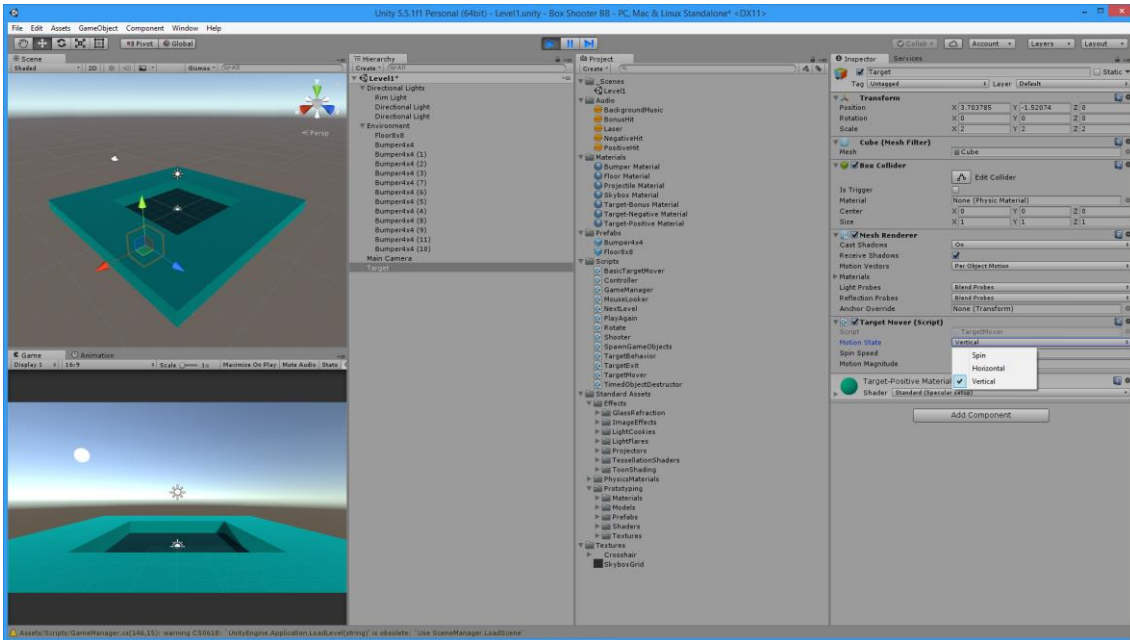 Unity 5.5.1f1 Personal (64bit) - Level1.unity - Box Shooter BB - PC, Mac & Linux Standalone* <DX11>
File Edit Assets GameObject Component Window Help
Pivot Global
Collab Account Layers Layout
Scene
Shaded 2D Gizmos All
Persp
Game Animation
Display 1 16:9 Scale 1x Maximize On Play Mute Audio Stats
Hierarchy
Create All
Level1*
Directional Lights
Rim Light
Directional Light
Directional Light
Environment
Floor8x8
Bumper4x4
Bumper4x4 (1)
Bumper4x4 (2)
Bumper4x4 (3)
Bumper4x4 (7)
Bumper4x4 (6)
Bumper4x4 (5)
Bumper4x4 (4)
Bumper4x4 (8)
Bumper4x4 (9)
Bumper4x4 (11)
Bumper4x4 (10)
Main Camera
Target
Project
Create
_Scenes
Level1
Audio
BackgroundMusic
BonusHit
Laser
NegativeHit
PositiveHit
Materials
Bumper Material
Floor Material
Projectile Material
Skybox Material
Target-Bonus Material
Target-Negative Material
Target-Positive Material
Prefabs
Bumper4x4
Floor8x8
Scripts
BasicTargetMover
Controller
GameManager
MouseLooker
NextLevel
PlayAgain
Rotate
Shooter
SpawnGameObjects
TargetBehavior
TargetExit
TargetMover
TimedObjectDestructor
Standard Assets
Effects
GlassRefraction
ImageEffects
LightCookies
LightFlares
Projectors
TessellationShaders
ToonShading
PhysicsMaterials
Prototyping
Materials
Models
Prefabs
Shaders
Textures
Textures
Crosshair
SkyboxGrid
Inspector Services
Target Static
Tag Untagged Layer Default
Transform
Position X 3.703785 Y -1.52074 Z 0
Rotation X 0 Y 0 Z 0
Scale X 2 Y 2 Z 2
Cube (Mesh Filter)
Mesh Cube
Box Collider
Edit Collider
Is Trigger
Material None (Physic Material)
Center X 0 Y 0 Z 0
Size X 1 Y 1 Z 1
Mesh Renderer
Cast Shadows On
Receive Shadows
Motion Vectors Per Object Motion
Materials
Light Probes Blend Probes
Reflection Probes Blend Probes
Anchor Override None (Transform)
Target Mover (Script)
Script TargetMover
Motion State Vertical
Spin Speed
Motion Magnitude
Spin
Horizontal
Vertical
Target-Positive Material
Shader Standard (Specular setup)
Add Component
Assets/Scripts/GameManager.cs(146,15): warning CS0618: `UnityEngine.Application.LoadLevel(string)' is obsolete: `Use SceneManager.LoadScene'